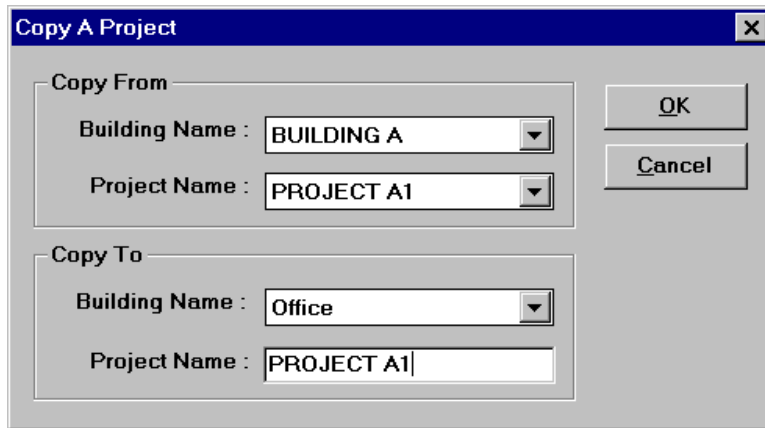 Copy A Project
Copy From
Building Name : BUILDING A
Project Name : PROJECT A1
OK
Cancel
Copy To
Building Name : Office
Project Name : PROJECT A1